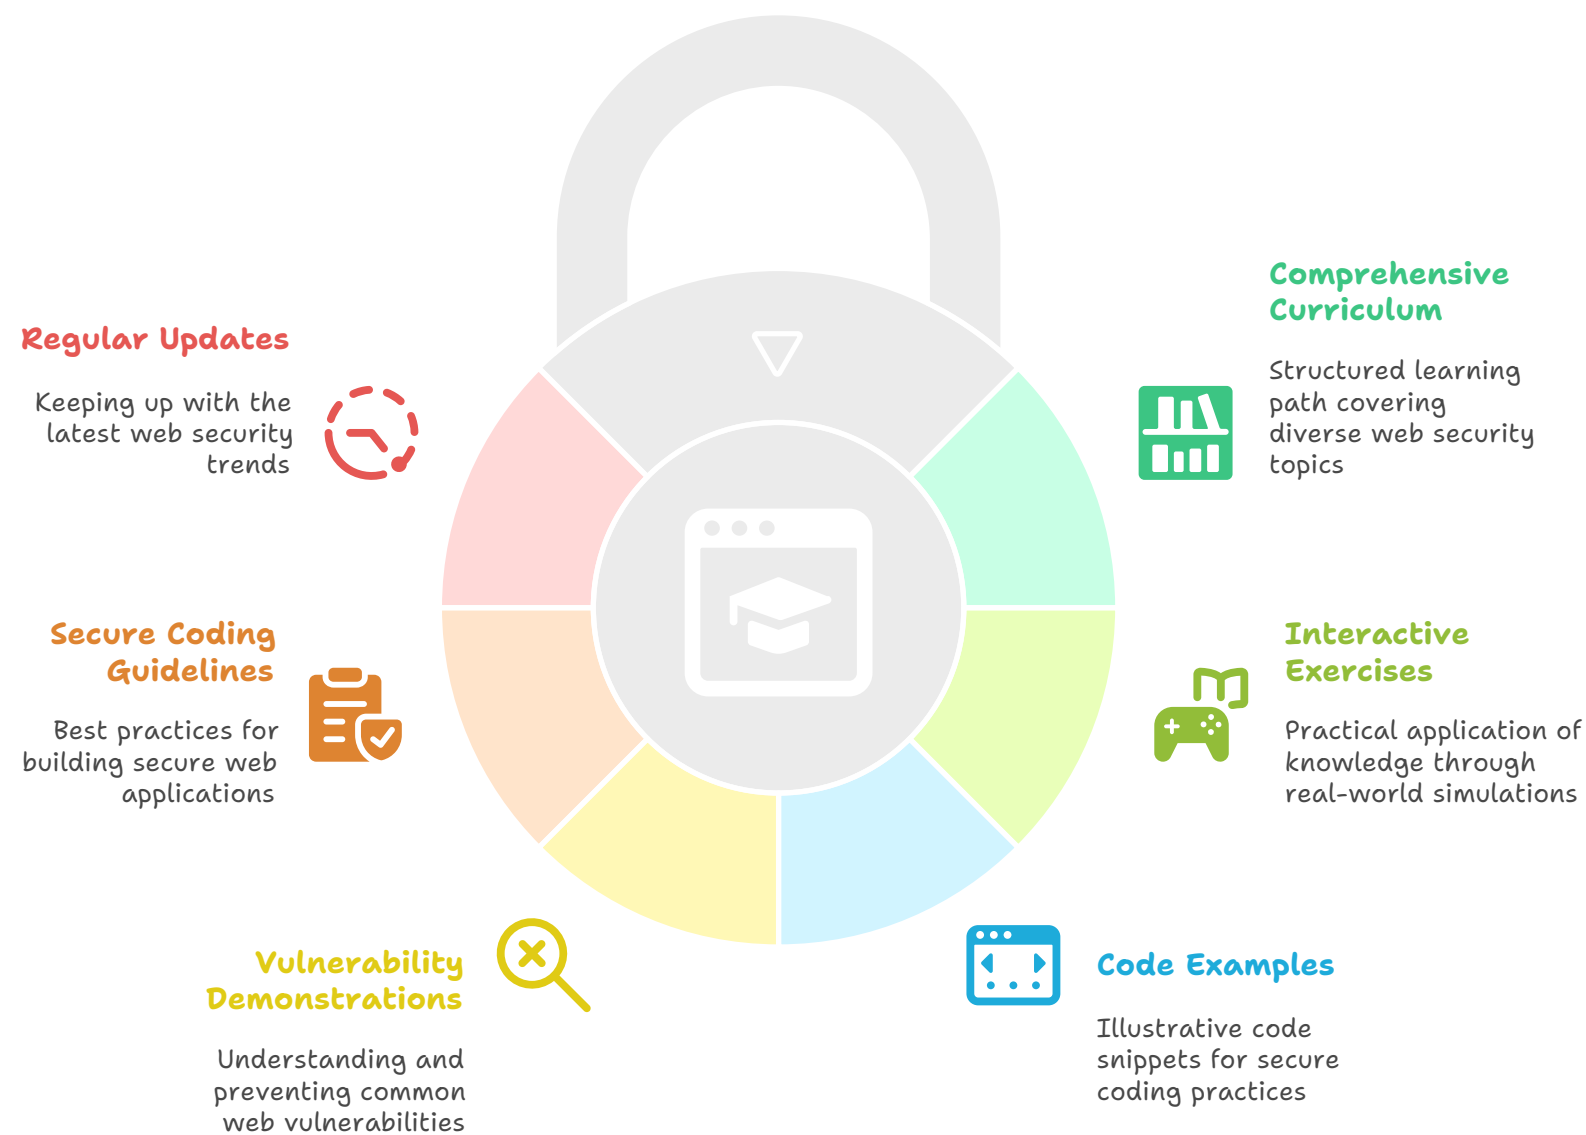 Comprehensive
Curriculum
Structured learning
path covering
diverse web security
topics
Regular Updates
Keeping up with the
latest web security
trends
Secure Coding
Guidelines
Best practices for
building secure web
applications
Interactive
Exercises
Practical application of
knowledge through
real-world simulations
Vulnerability
Demonstrations
Understanding and
preventing common
web vulnerabilities
Code Examples
Illustrative code
snippets for secure
coding practices